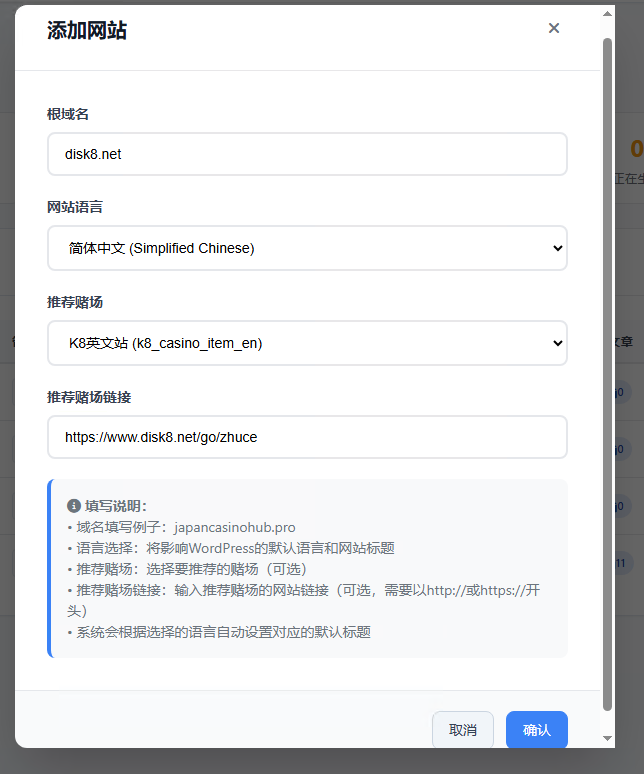 添加网站
×
0
正在生
根域名
disk8.net
网站语言
简体中文 (Simplified Chinese)
推荐赌场
K8英文站 (k8_casino_item_en)
文章
推荐赌场链接
https://www.disk8.net/go/zhuce
填写说明：
• 域名填写例子：japancasinohub.pro
• 语言选择：将影响WordPress的默认语言和网站标题
• 推荐赌场：选择要推荐的赌场（可选）
• 推荐赌场链接：输入推荐赌场的网站链接（可选，需要以http://或https://开
头）
• 系统会根据选择的语言自动设置对应的默认标题
11
取消
确认